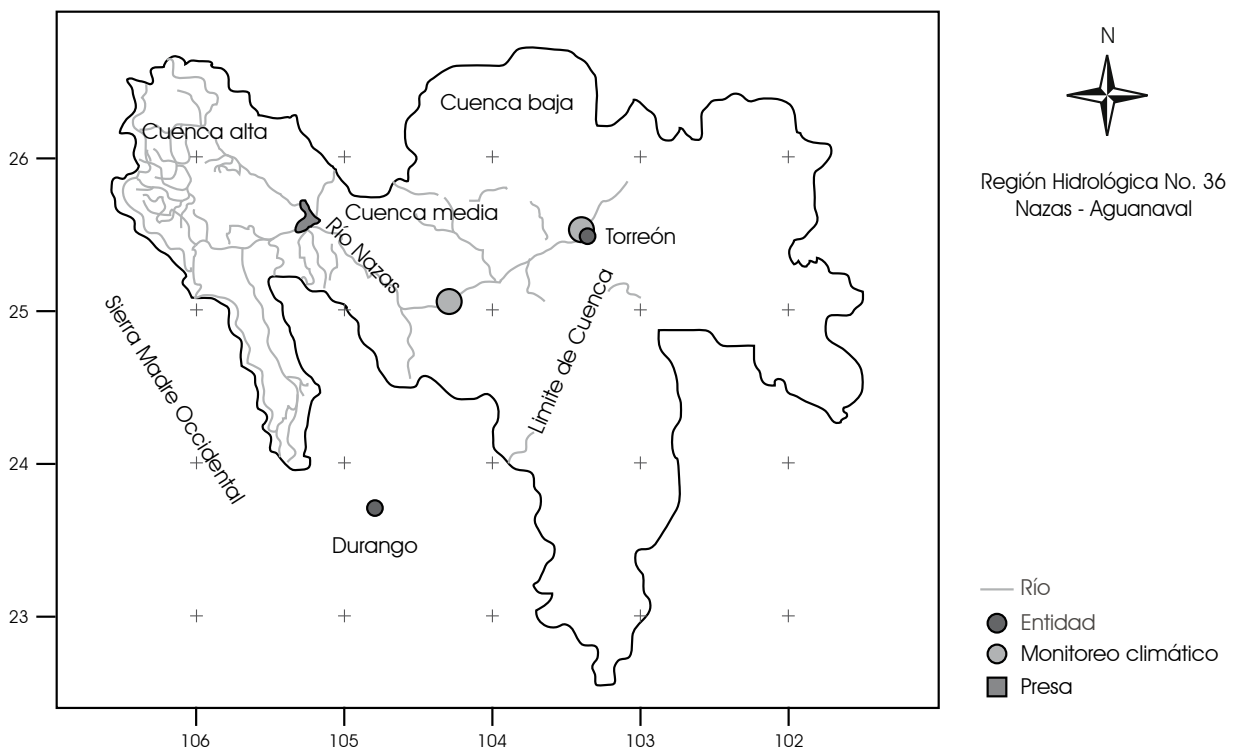 N
Región Hidrológica No. 36
Nazas - Aguanaval
Cuenca baja
Cuenca alta
Cuenca media
Río Nazas
Torreón
Limite de Cuenca
Sierra Madre Occidental
Durango
26
25
24
23
106
105
104
103
102
Río
Entidad
Monitoreo climático
Presa